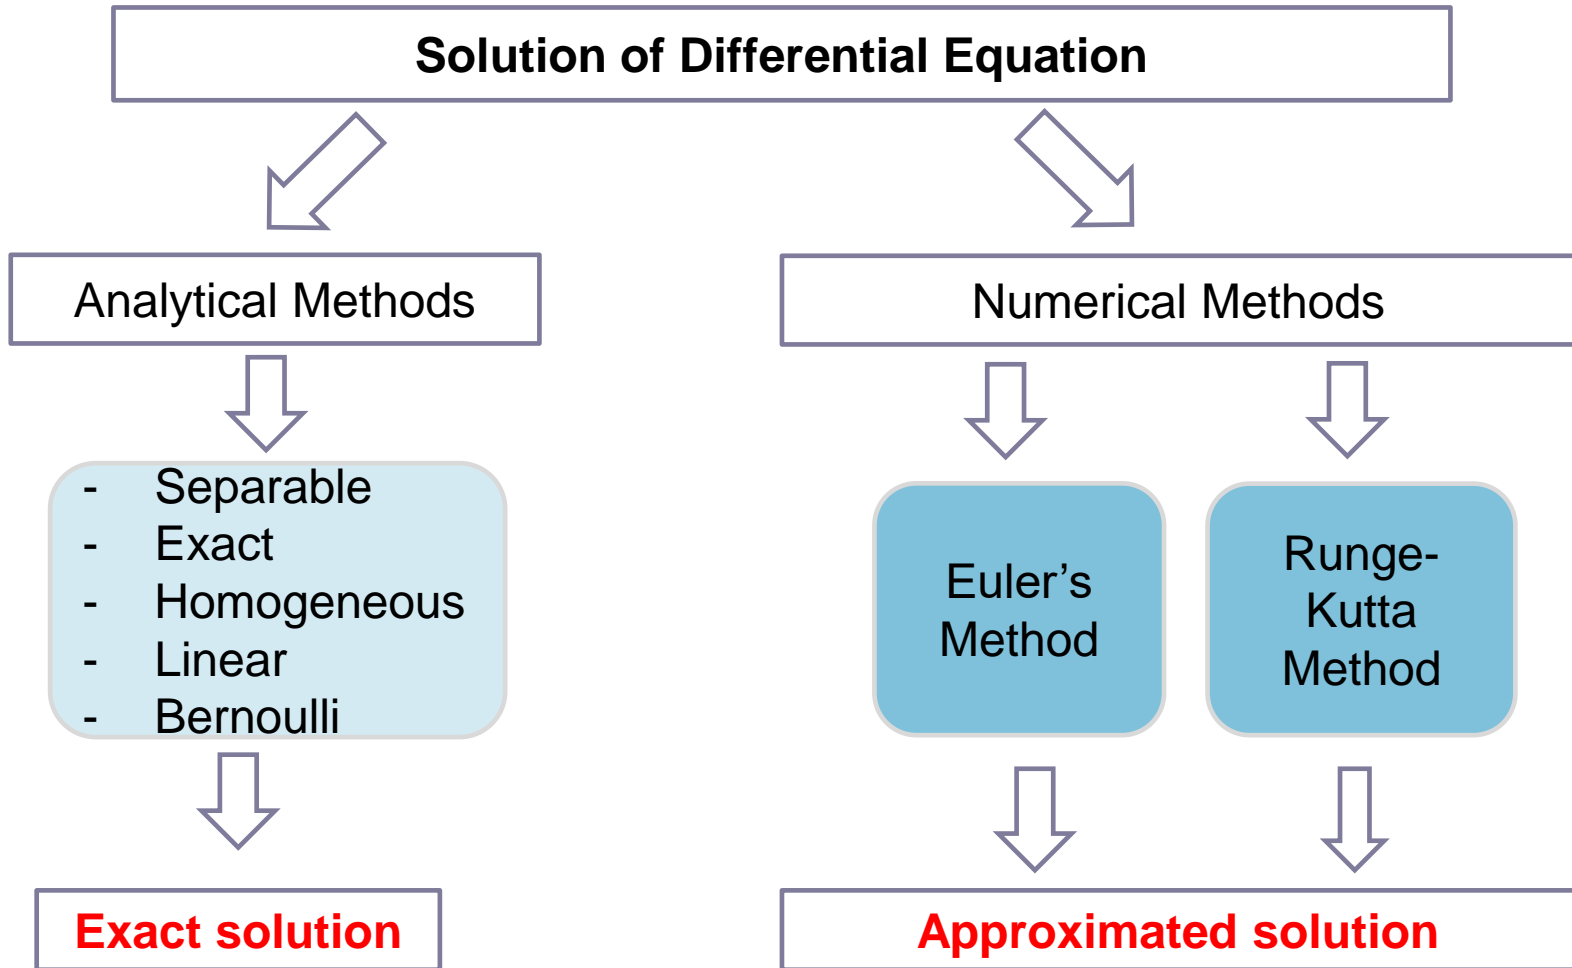 Solution of Differential Equation
Analytical Methods
Numerical Methods
- Separable
- Exact
- Homogeneous
- Linear
- Bernoulli
Euler’s
Method
Runge-
Kutta
Method
Exact solution
Approximated solution